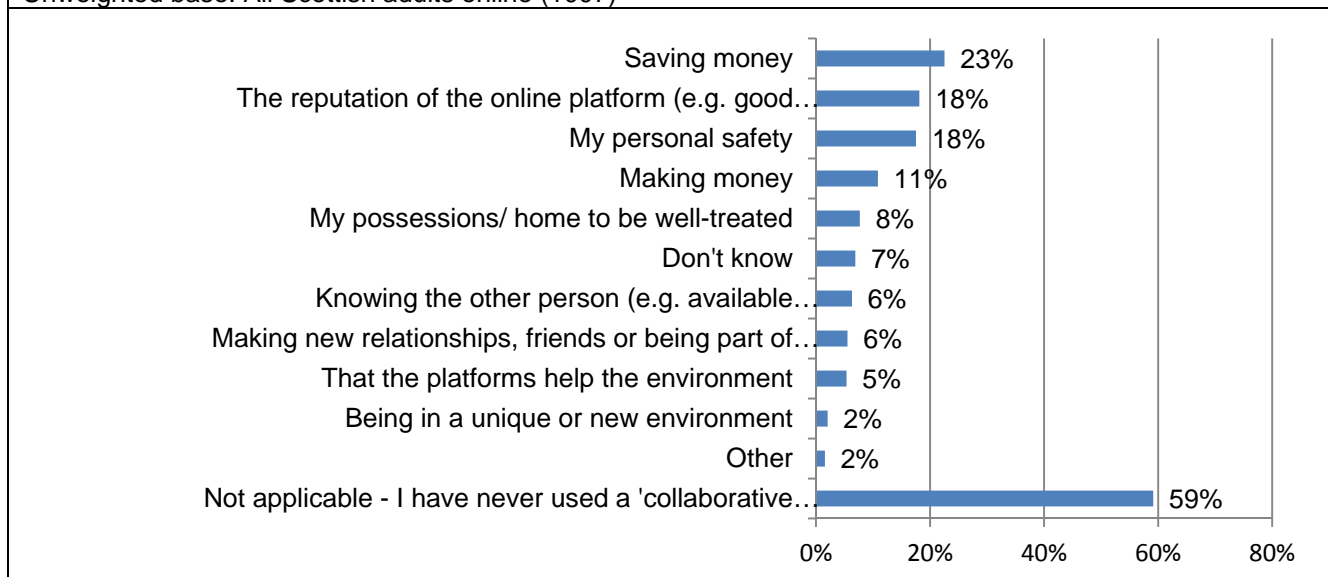 Saving money 23%
The reputation of the online platform (e.g. good… 18%
My personal safety 18%
Making money 11%
My possessions/ home to be well-treated 8%
Don't know 7%
Knowing the other person (e.g. available… 6%
Making new relationships, friends or being part of… 6%
That the platforms help the environment 5%
Being in a unique or new environment 2%
Other 2%
Not applicable - I have never used a 'collaborative… 59%
0% 20% 40% 60% 80%